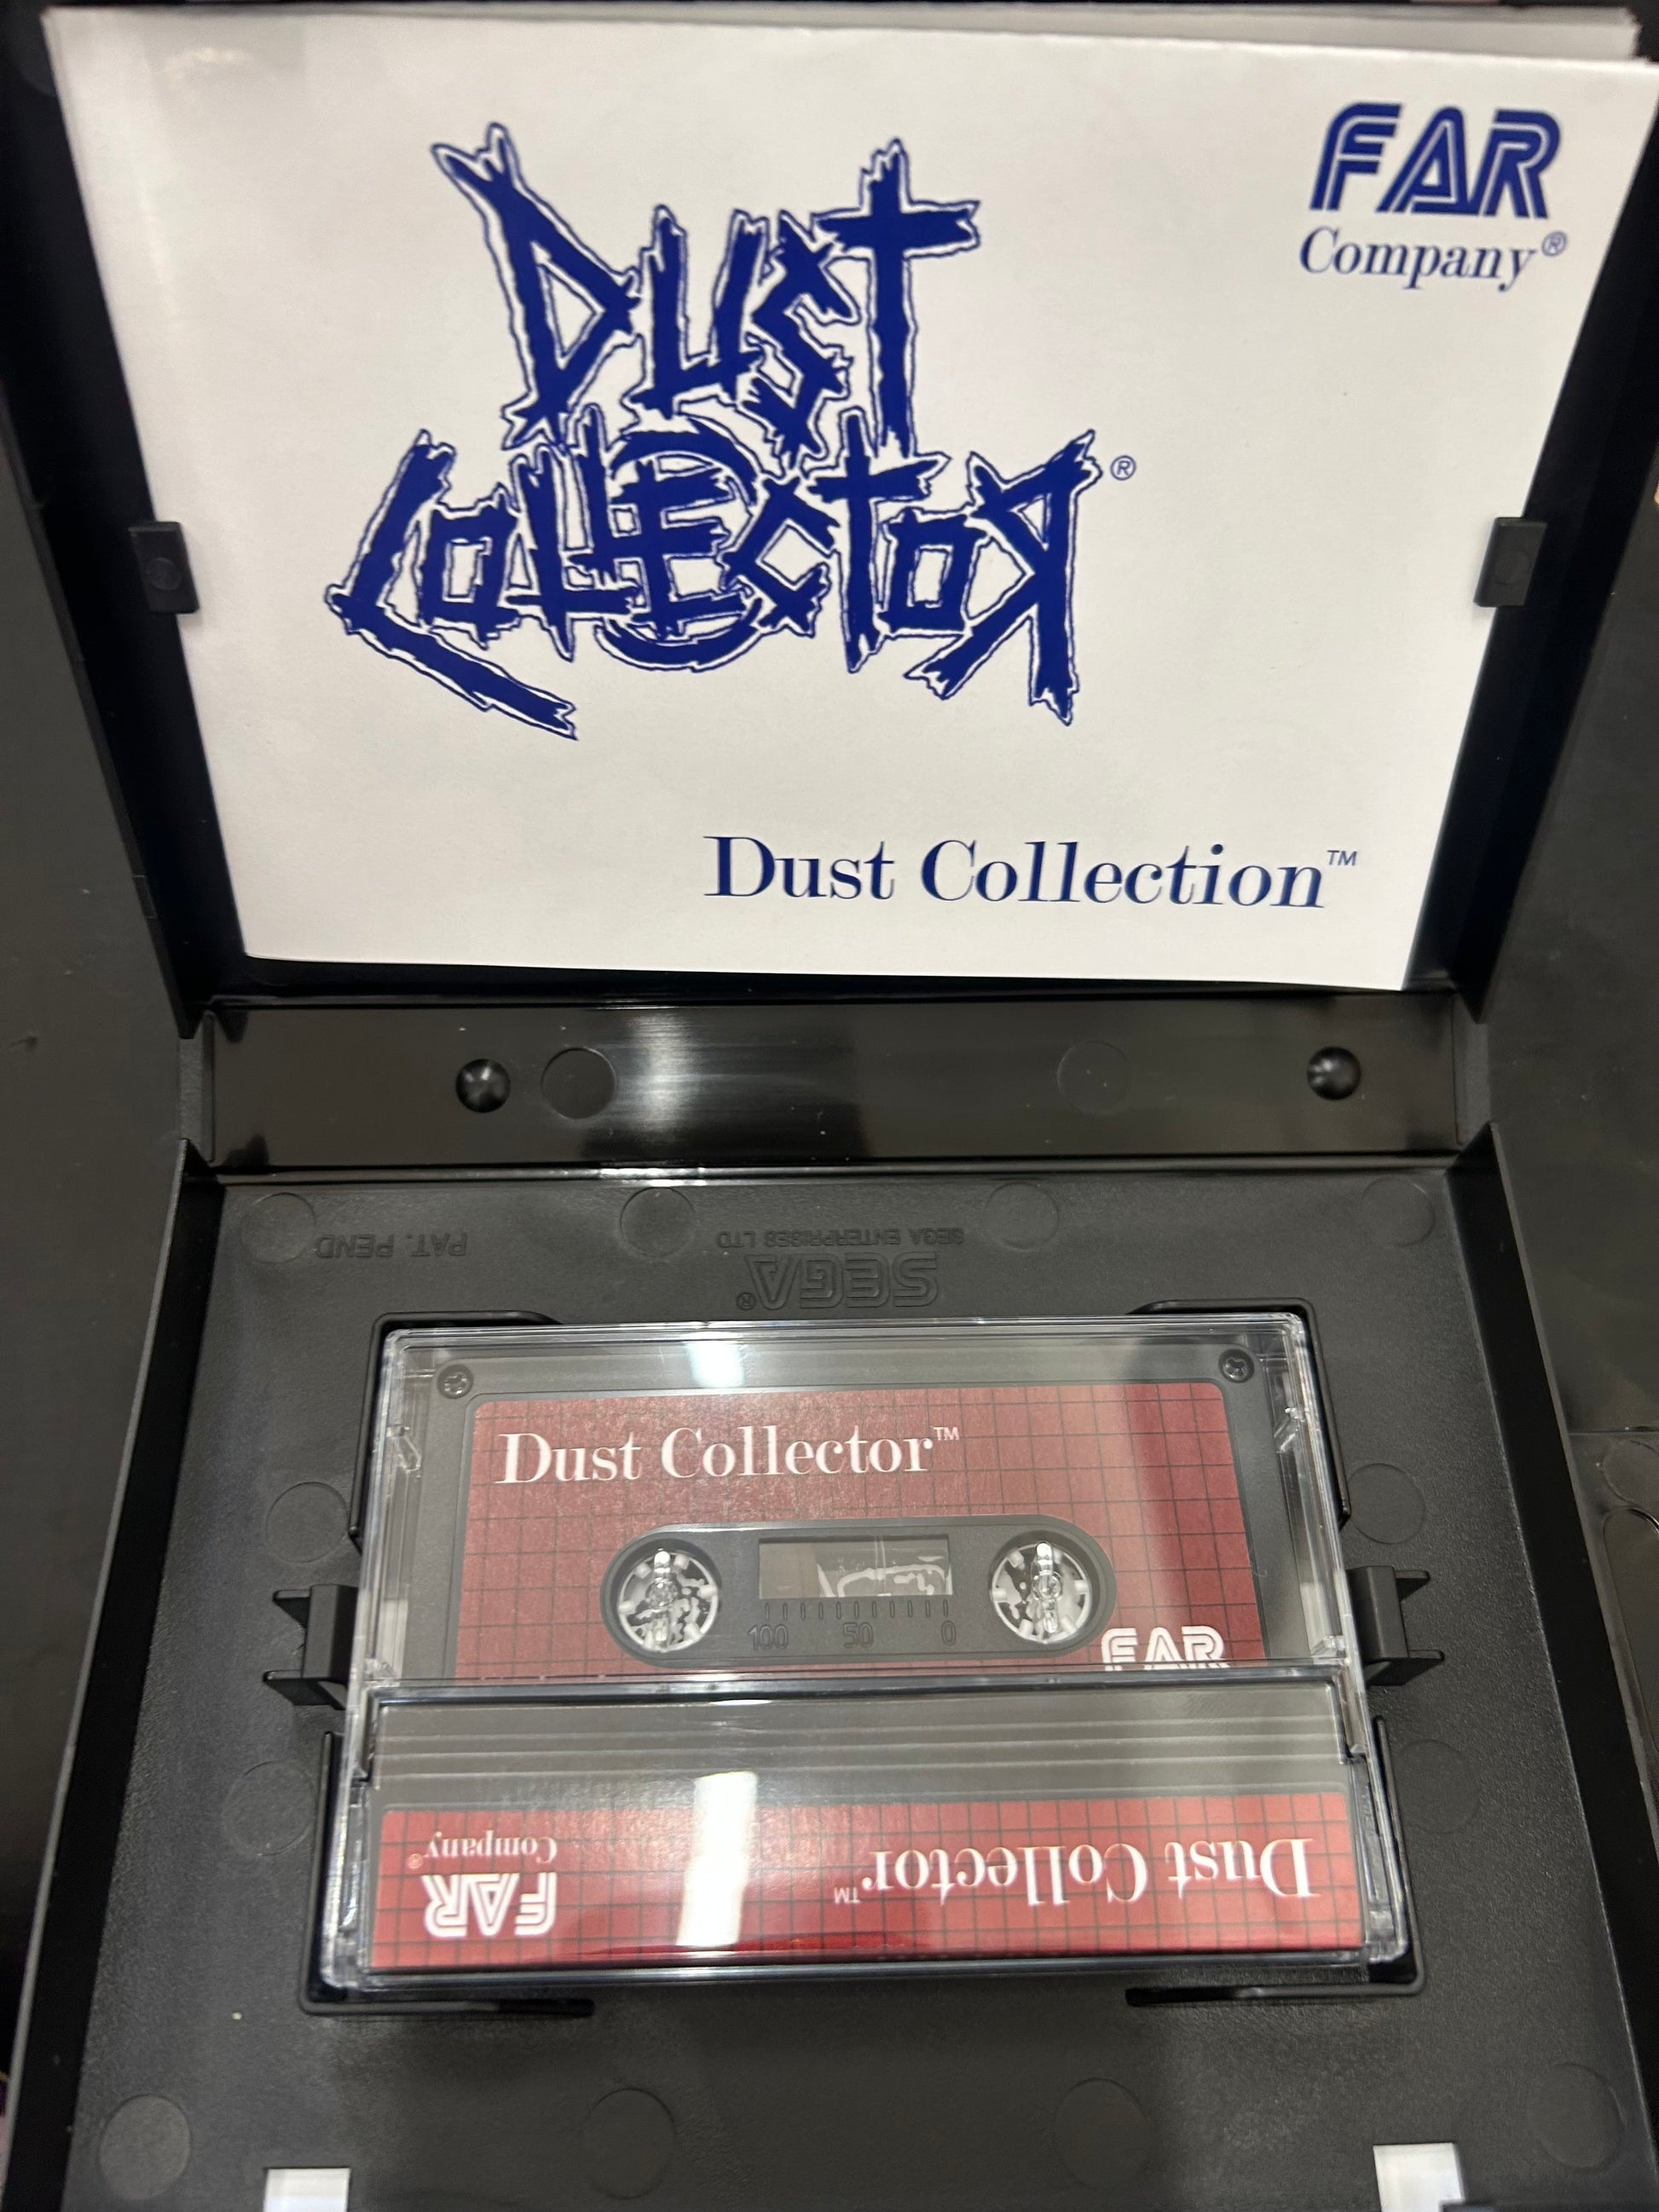 DUST
COLLECTOR®
FAR
Company®
Dust Collection™
PAT. PEND
SEGA ENTERPRISES LTD
SEGA®
Dust Collector™
100 50 0
FAR
Dust Collector™
FAR
Company®